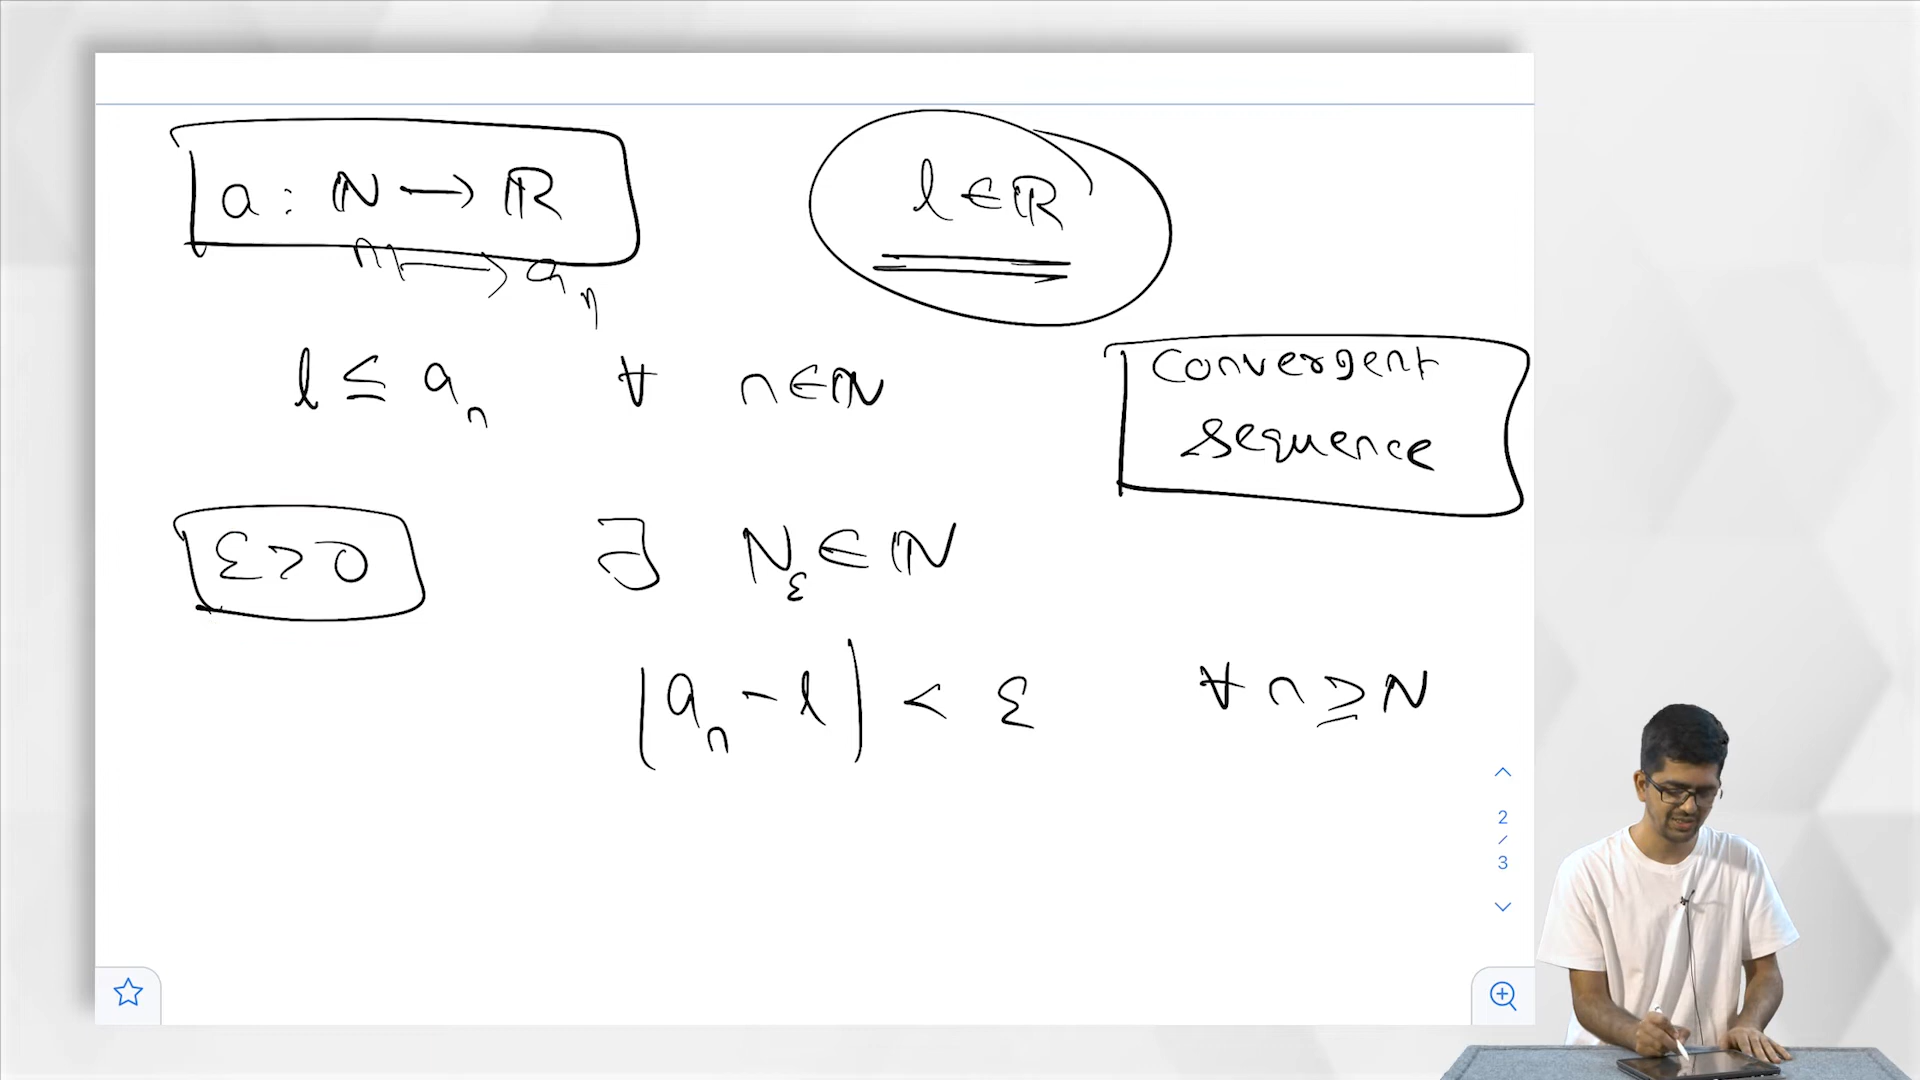 a : ℕ → ℝ
l ∈ ℝ
n ⟼ aₙ
l ≤ aₙ ∀ n ∈ ℕ
Convergent
sequence
ε > 0 ∃ N_ε ∈ ℕ
|aₙ - l| < ε ∀ n ≥ N
2
/
3